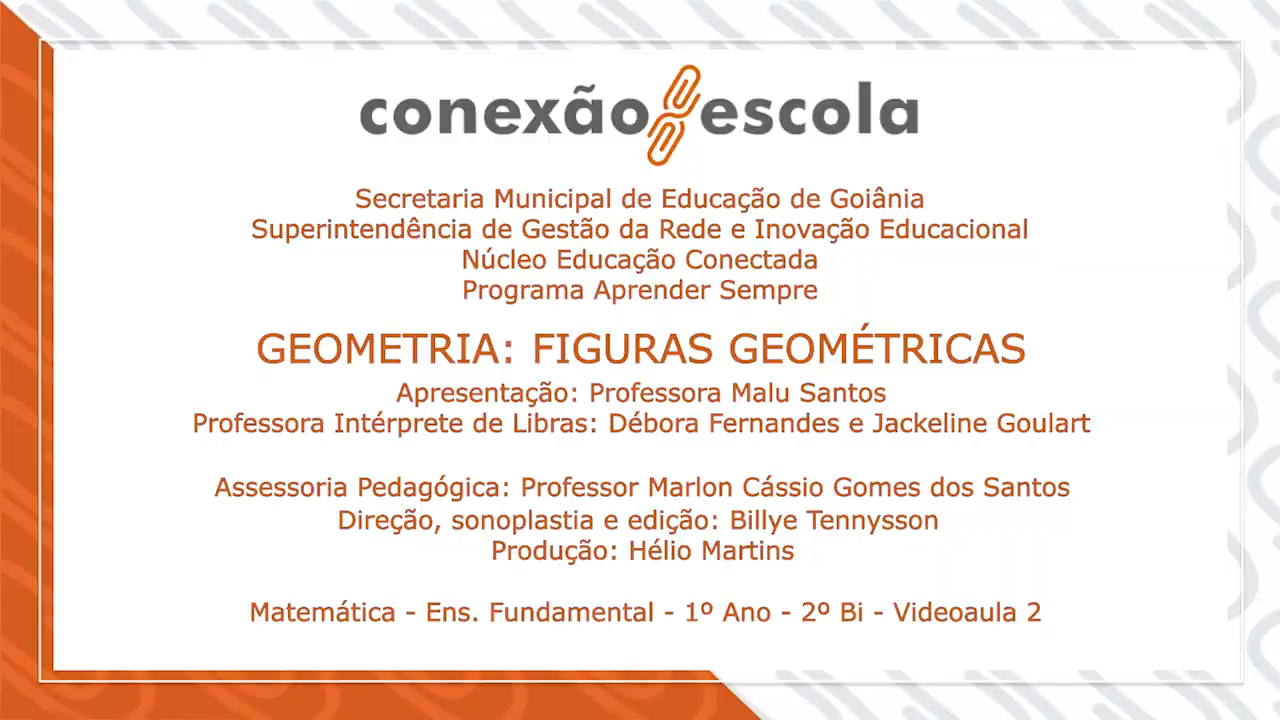 conexão escola
Secretaria Municipal de Educação de Goiânia
Superintendência de Gestão da Rede e Inovação Educacional
Núcleo Educação Conectada
Programa Aprender Sempre
GEOMETRIA: FIGURAS GEOMÉTRICAS
Apresentação: Professora Malu Santos
Professora Intérprete de Libras: Débora Fernandes e Jackeline Goulart
Assessoria Pedagógica: Professor Marlon Cássio Gomes dos Santos
Direção, sonoplastia e edição: Billye Tennysson
Produção: Hélio Martins
Matemática - Ens. Fundamental - 1º Ano - 2º Bi - Videoaula 2